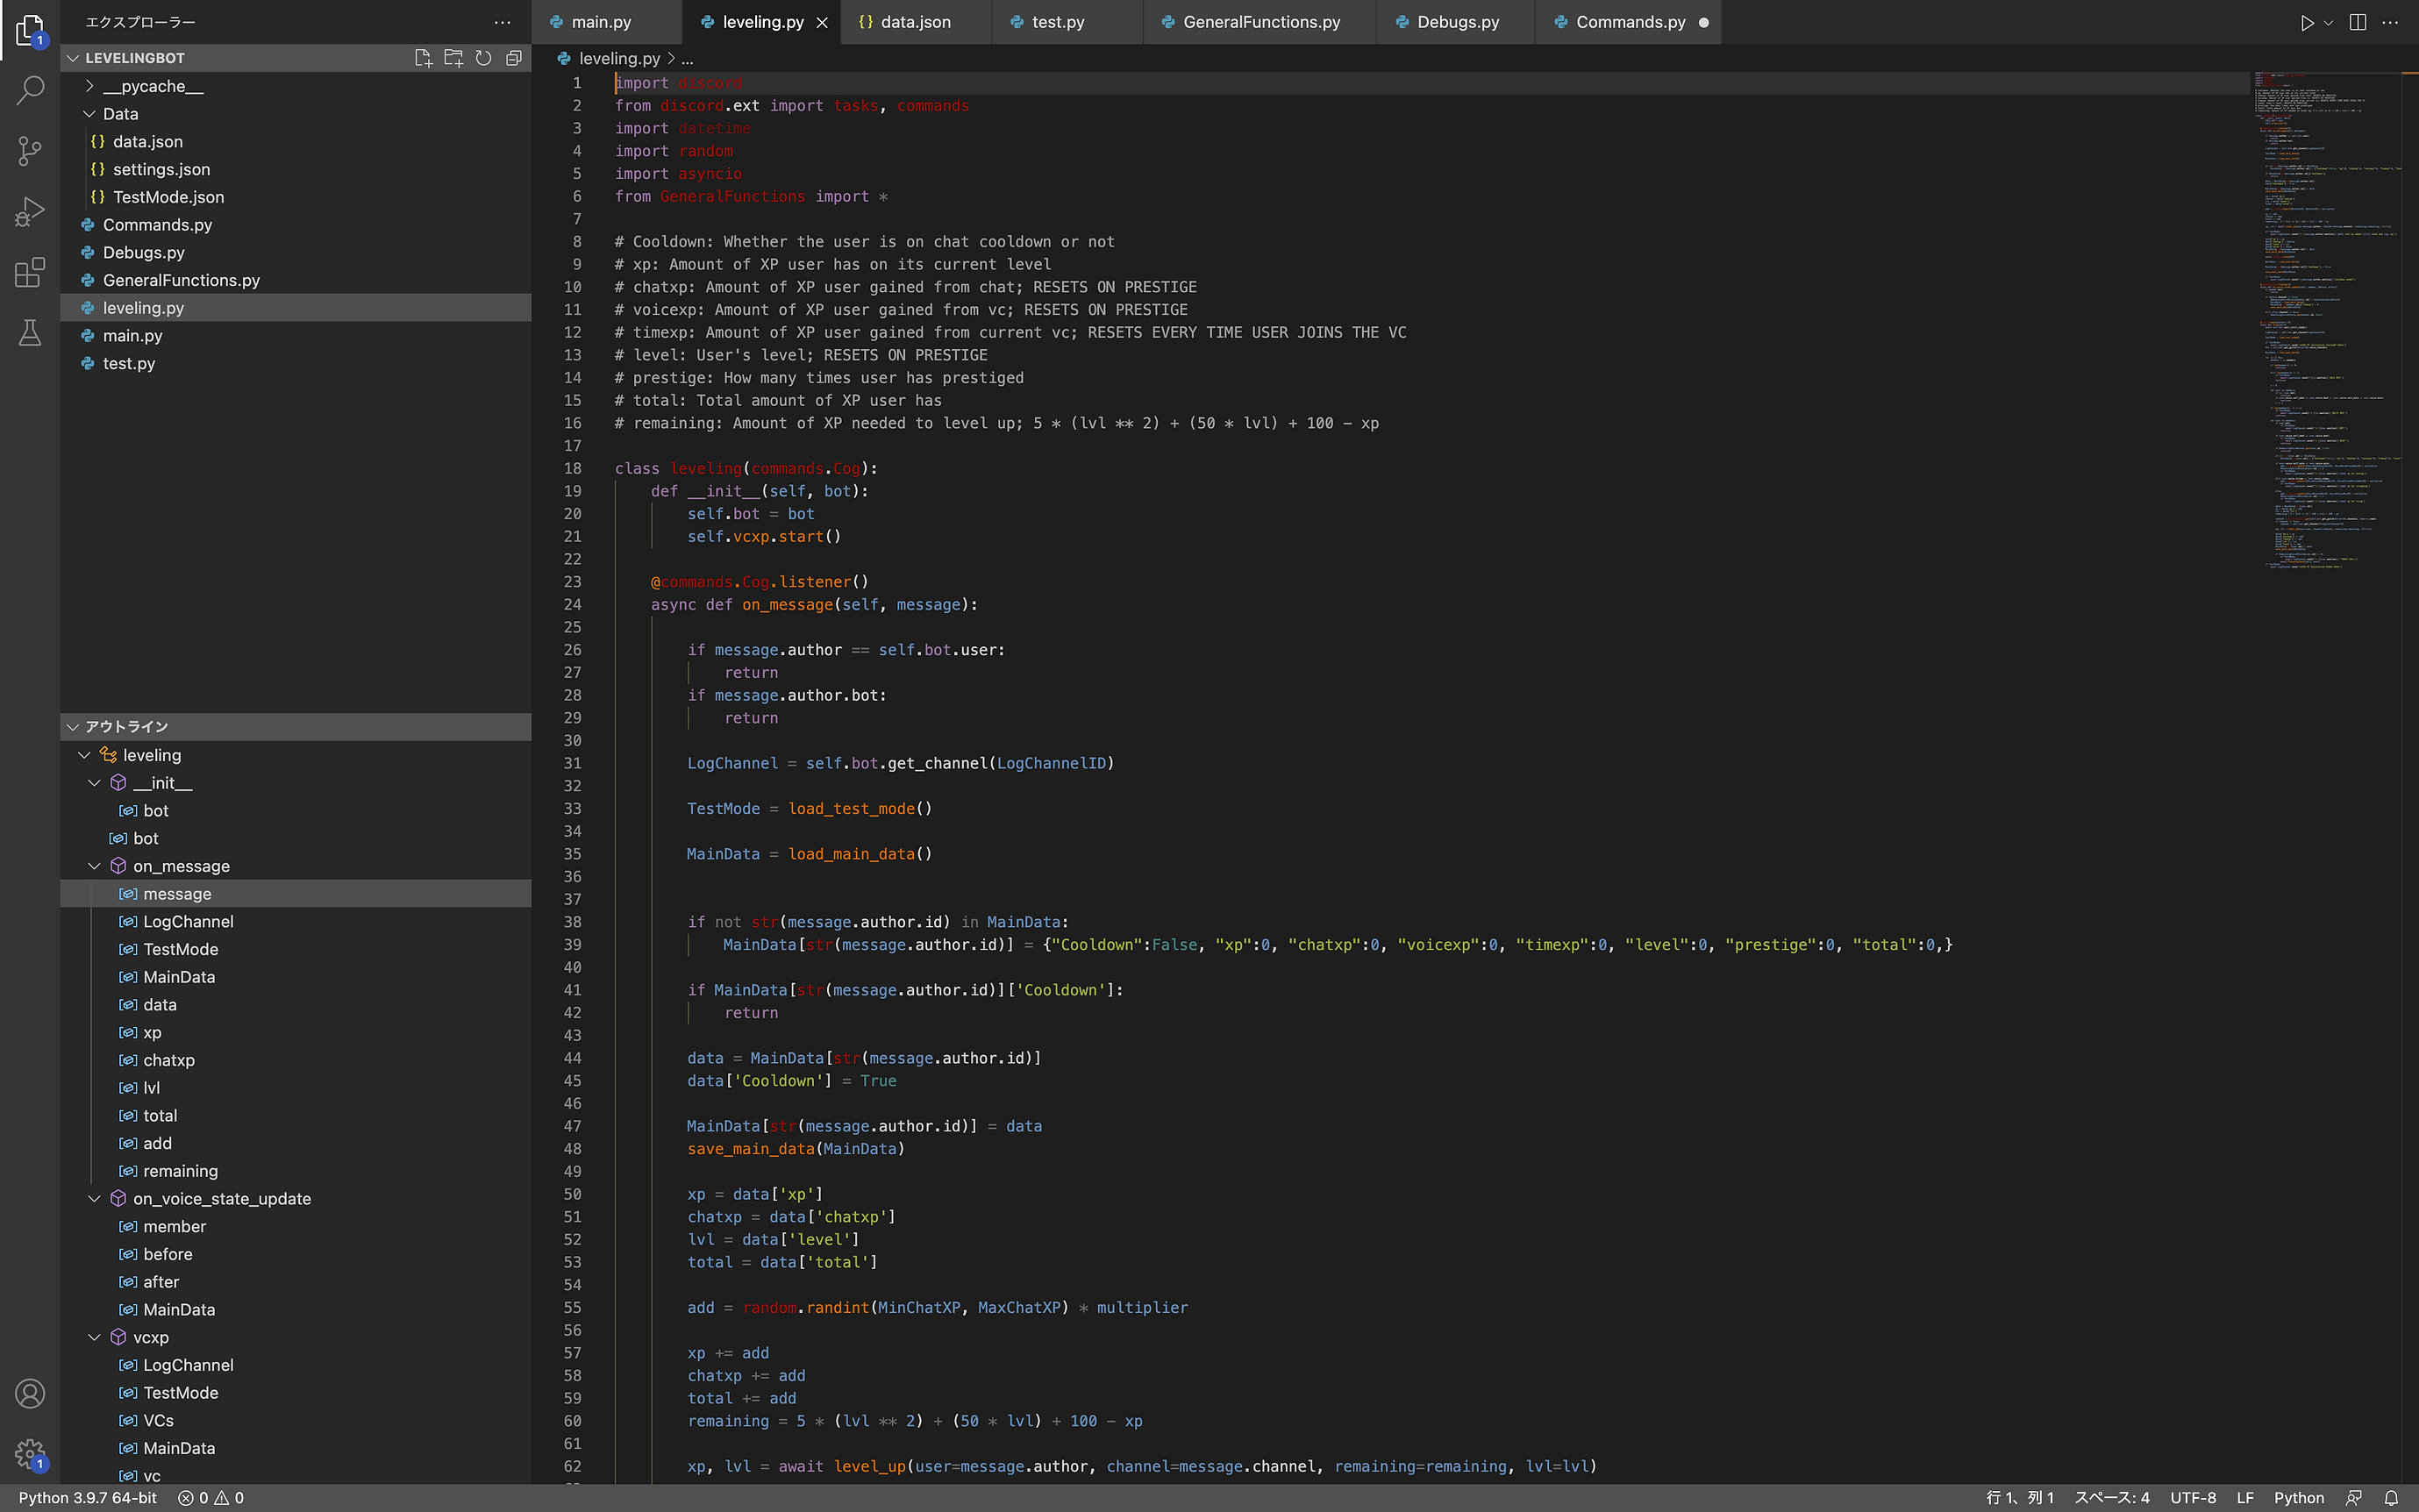 エクスプローラー
main.py
leveling.py
data.json
test.py
GeneralFunctions.py
Debugs.py
Commands.py
1
LEVELINGBOT
leveling.py > ...
__pycache__
Data
data.json
settings.json
TestMode.json
Commands.py
Debugs.py
GeneralFunctions.py
leveling.py
main.py
test.py
アウトライン
leveling
__init__
bot
bot
on_message
message
LogChannel
TestMode
MainData
data
xp
chatxp
lvl
total
add
remaining
on_voice_state_update
member
before
after
MainData
vcxp
LogChannel
TestMode
VCs
MainData
vc
1
1 import discord
2 from discord.ext import tasks, commands
3 import datetime
4 import random
5 import asyncio
6 from GeneralFunctions import *
7
8 # Cooldown: Whether the user is on chat cooldown or not
9 # xp: Amount of XP user has on its current level
10 # chatxp: Amount of XP user gained from chat; RESETS ON PRESTIGE
11 # voicexp: Amount of XP user gained from vc; RESETS ON PRESTIGE
12 # timexp: Amount of XP user gained from current vc; RESETS EVERY TIME USER JOINS THE VC
13 # level: User's level; RESETS ON PRESTIGE
14 # prestige: How many times user has prestiged
15 # total: Total amount of XP user has
16 # remaining: Amount of XP needed to level up; 5 * (lvl ** 2) + (50 * lvl) + 100 - xp
17
18 class leveling(commands.Cog):
19     def __init__(self, bot):
20         self.bot = bot
21         self.vcxp.start()
22
23     @commands.Cog.listener()
24     async def on_message(self, message):
25
26         if message.author == self.bot.user:
27             return
28         if message.author.bot:
29             return
30
31         LogChannel = self.bot.get_channel(LogChannelID)
32
33         TestMode = load_test_mode()
34
35         MainData = load_main_data()
36
37
38         if not str(message.author.id) in MainData:
39             MainData[str(message.author.id)] = {"Cooldown":False, "xp":0, "chatxp":0, "voicexp":0, "timexp":0, "level":0, "prestige":0, "total":0,}
40
41         if MainData[str(message.author.id)]['Cooldown']:
42             return
43
44         data = MainData[str(message.author.id)]
45         data['Cooldown'] = True
46
47         MainData[str(message.author.id)] = data
48         save_main_data(MainData)
49
50         xp = data['xp']
51         chatxp = data['chatxp']
52         lvl = data['level']
53         total = data['total']
54
55         add = random.randint(MinChatXP, MaxChatXP) * multiplier
56
57         xp += add
58         chatxp += add
59         total += add
60         remaining = 5 * (lvl ** 2) + (50 * lvl) + 100 - xp
61
62         xp, lvl = await level_up(user=message.author, channel=message.channel, remaining=remaining, lvl=lvl)
Python 3.9.7 64-bit
0 0
行 1、列 1
スペース: 4
UTF-8
LF
Python